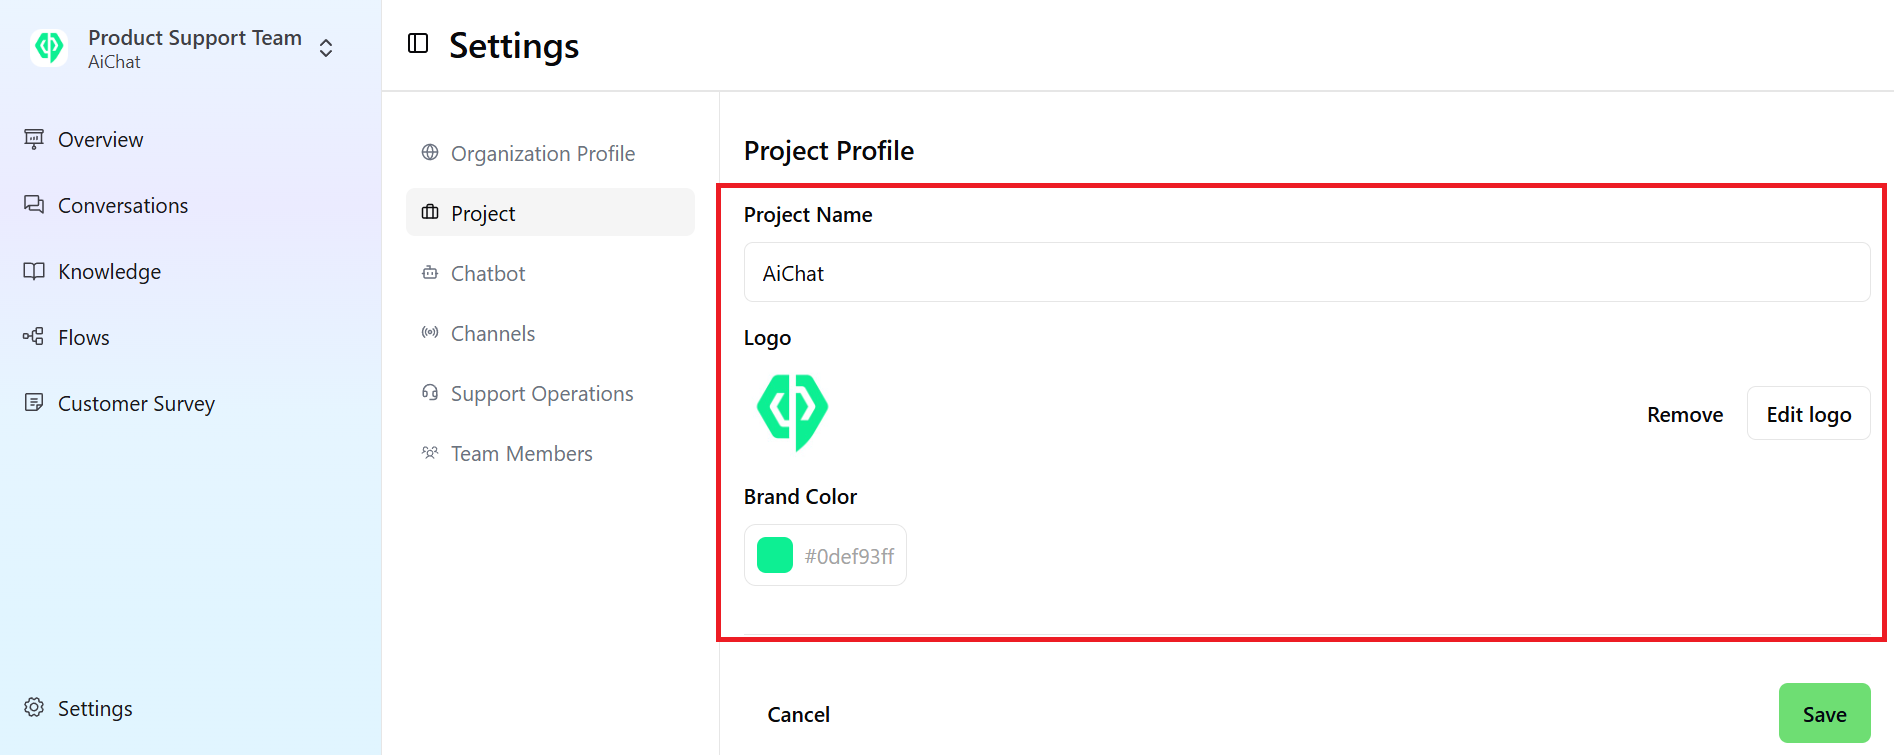 Product Support Team
AiChat
Overview
Conversations
Knowledge
Flows
Customer Survey
Settings
Settings
Organization Profile
Project
Chatbot
Channels
Support Operations
Team Members
Project Profile
Project Name
AiChat
Logo
Remove
Edit logo
Brand Color
#0def93ff
Cancel
Save